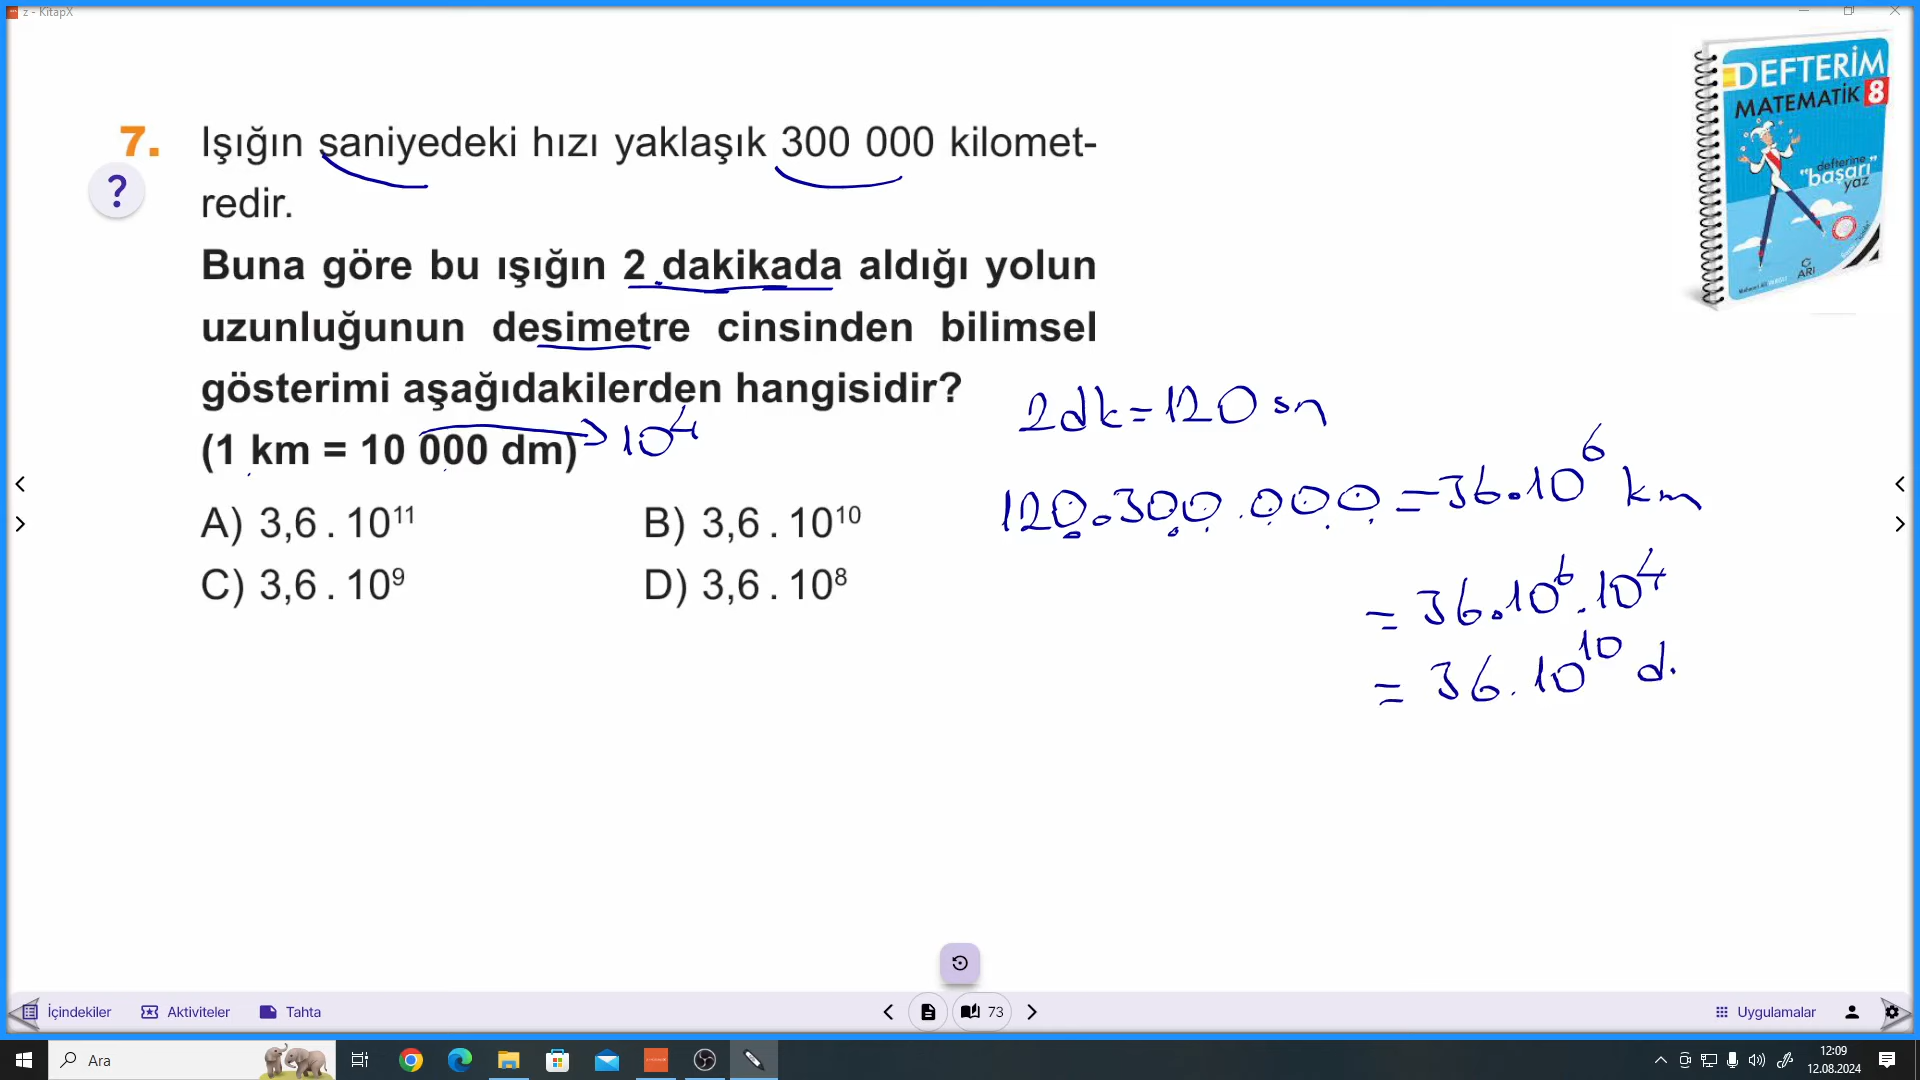 z - KitapX
DEFTERİM
MATEMATİK 8
defterine
"başarı"
yaz
ARI
7. Işığın saniyedeki hızı yaklaşık 300 000 kilomet-
redir.
?
Buna göre bu ışığın 2 dakikada aldığı yolun
uzunluğunun desimetre cinsinden bilimsel
gösterimi aşağıdakilerden hangisidir?
(1 km = 10 000 dm) → 10⁴
A) 3,6 . 10¹¹
B) 3,6 . 10¹⁰
C) 3,6 . 10⁹
D) 3,6 . 10⁸
2dk = 120 sn
120.300.000 = 36.10⁶ km
= 36.10⁶.10⁴
= 36.10¹⁰ d.
İçindekiler
Aktiviteler
Tahta
73
Uygulamalar
Ara
12:09
12.08.2024